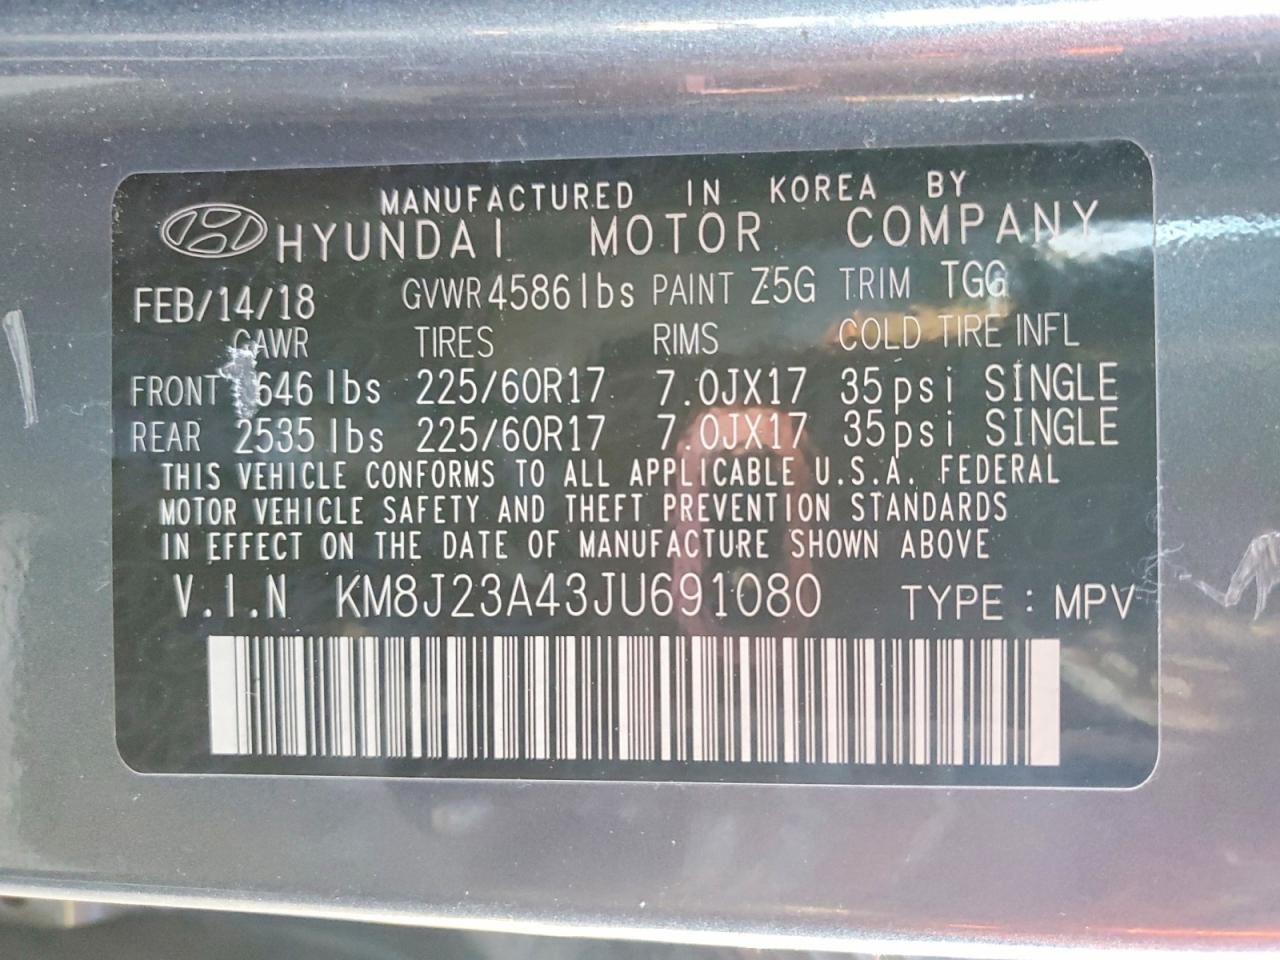 MANUFACTURED IN KOREA BY
HYUNDAI MOTOR COMPANY
FEB/14/18 GVWR 4586 lbs PAINT Z5G TRIM TGG
GAWR TIRES RIMS COLD TIRE INFL
FRONT lbs 225/60R17 7.0JX17 35psi SINGLE
REAR 2535 lbs 225/60R17 7.0JX17 35psi SINGLE
THIS VEHICLE CONFORMS TO ALL APPLICABLE U.S.A. FEDERAL
MOTOR VEHICLE SAFETY AND THEFT PREVENTION STANDARDS
IN EFFECT ON THE DATE OF MANUFACTURE SHOWN ABOVE
V.I.N KM8J23A43JU691080 TYPE : MPV